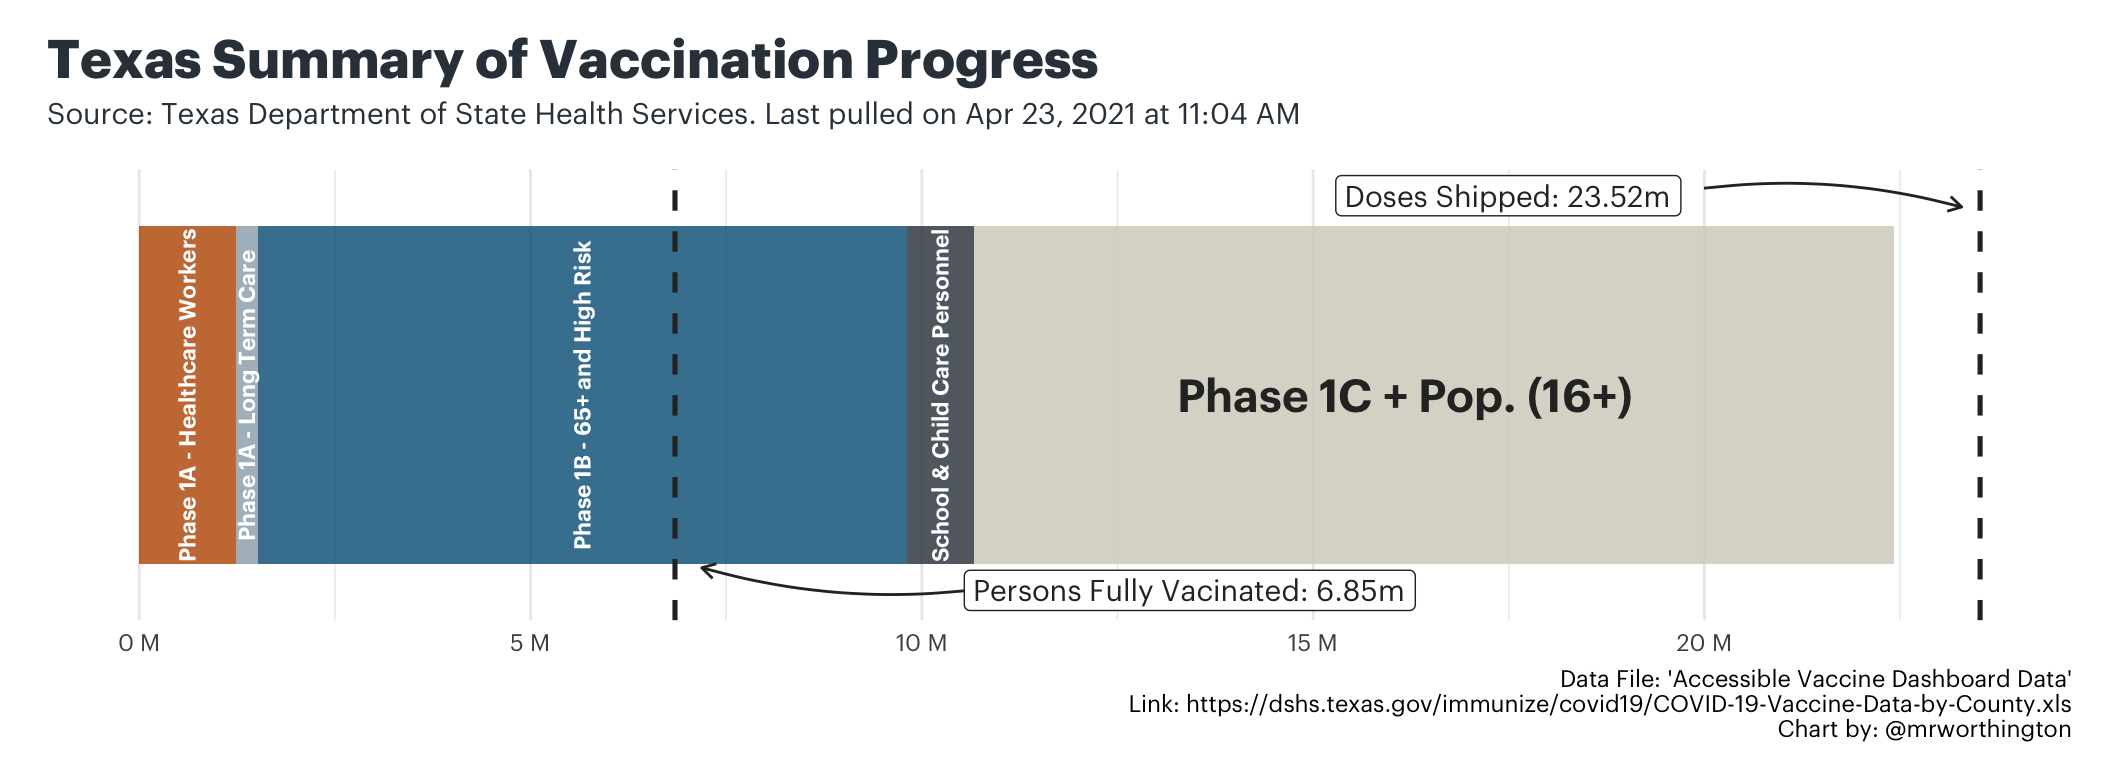 Texas Summary of Vaccination Progress
Source: Texas Department of State Health Services. Last pulled on Apr 23, 2021 at 11:04 AM
Doses Shipped: 23.52m
Phase 1A - Healthcare Workers
Phase 1A - Long Term Care
Phase 1B - 65+ and High Risk
School & Child Care Personnel
Phase 1C + Pop. (16+)
Persons Fully Vacinated: 6.85m
0 M 5 M 10 M 15 M 20 M
Data File: 'Accessible Vaccine Dashboard Data'
Link: https://dshs.texas.gov/immunize/covid19/COVID-19-Vaccine-Data-by-County.xls
Chart by: @mrworthington